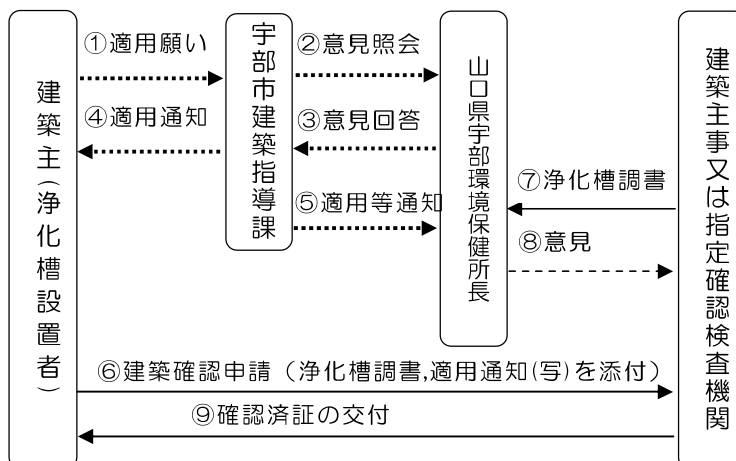 建築主(浄化槽設置者)
①適用願い
④適用通知
宇部市建築指導課
②意見照会
③意見回答
⑤適用等通知
山口県宇部環境保健所長
⑦浄化槽調書
⑧意見
建築主事又は指定確認検査機関
⑥建築確認申請（浄化槽調書,適用通知(写)を添付）
⑨確認済証の交付